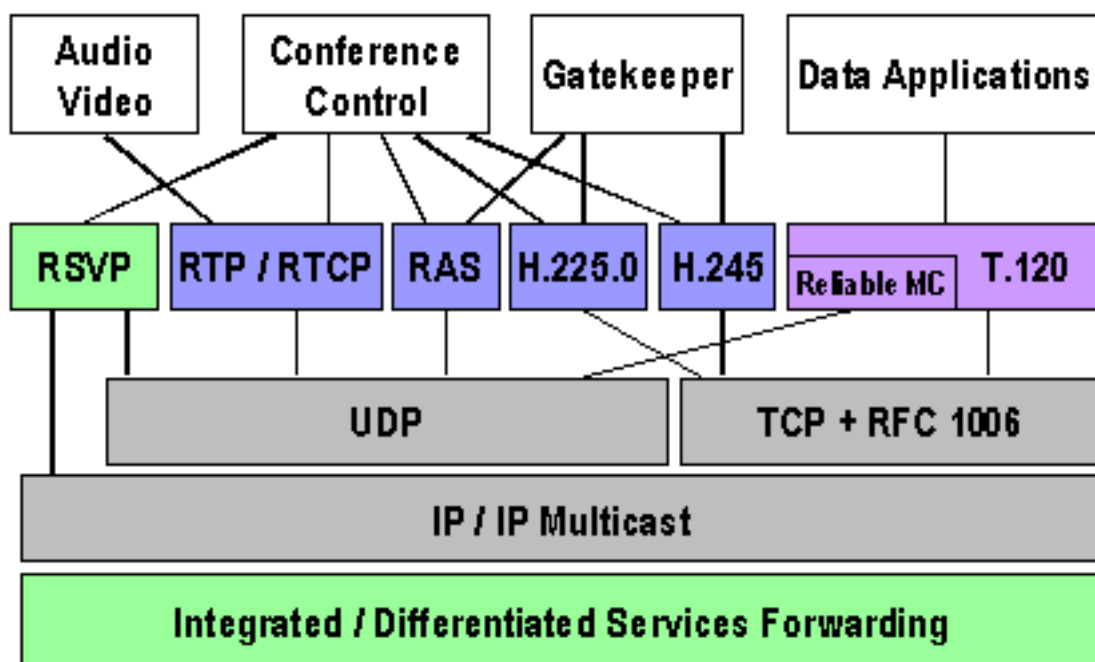 Audio
Video
Conference
Control
Gatekeeper
Data Applications
RSVP
RTP / RTCP
RAS
H.225.0
H.245
Reliable MC
T.120
UDP
TCP + RFC 1006
IP / IP Multicast
Integrated / Differentiated Services Forwarding